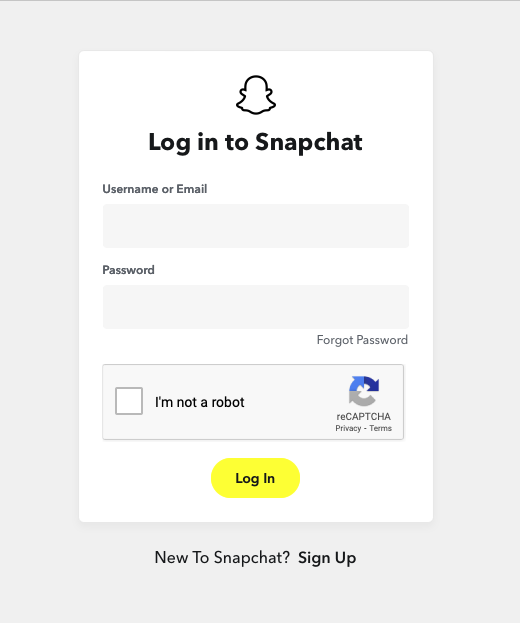 Log in to Snapchat
Username or Email
Password
Forgot Password
I'm not a robot
reCAPTCHA
Privacy - Terms
Log In
New To Snapchat? Sign Up